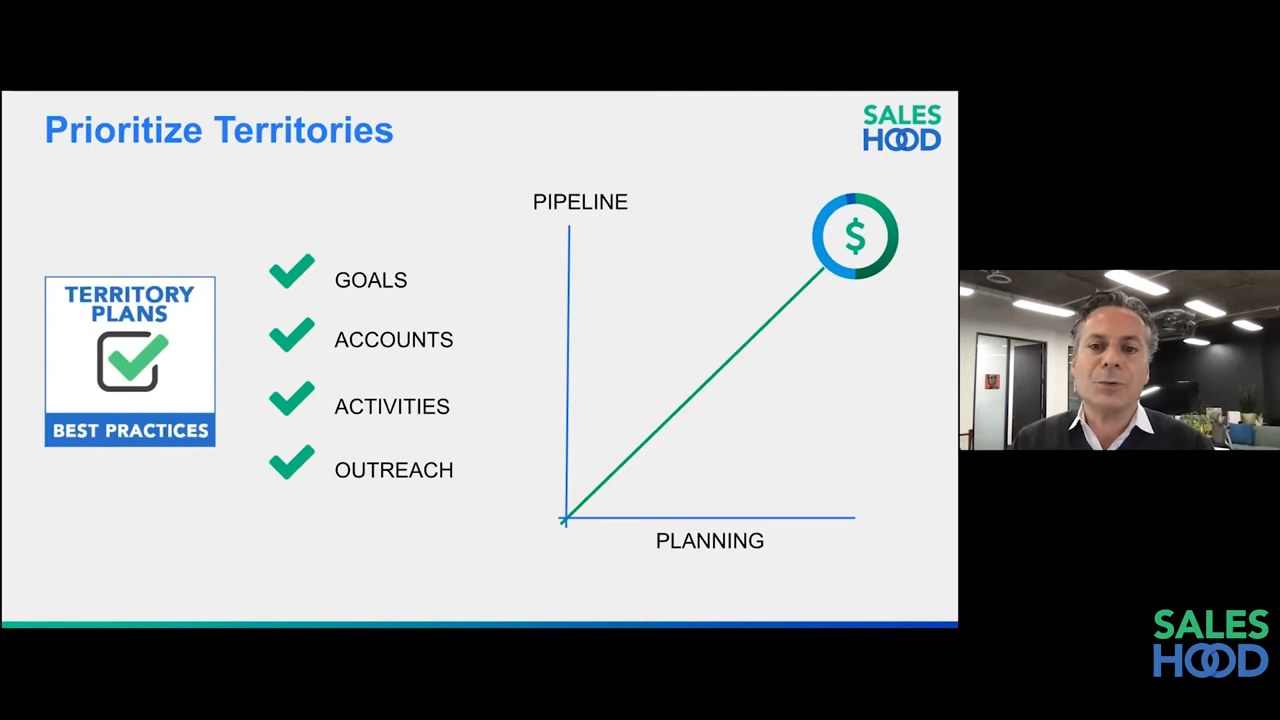 Prioritize Territories
SALES
HOOD
TERRITORY
PLANS
BEST PRACTICES
GOALS
ACCOUNTS
ACTIVITIES
OUTREACH
PIPELINE
$
PLANNING
SALES
HOOD